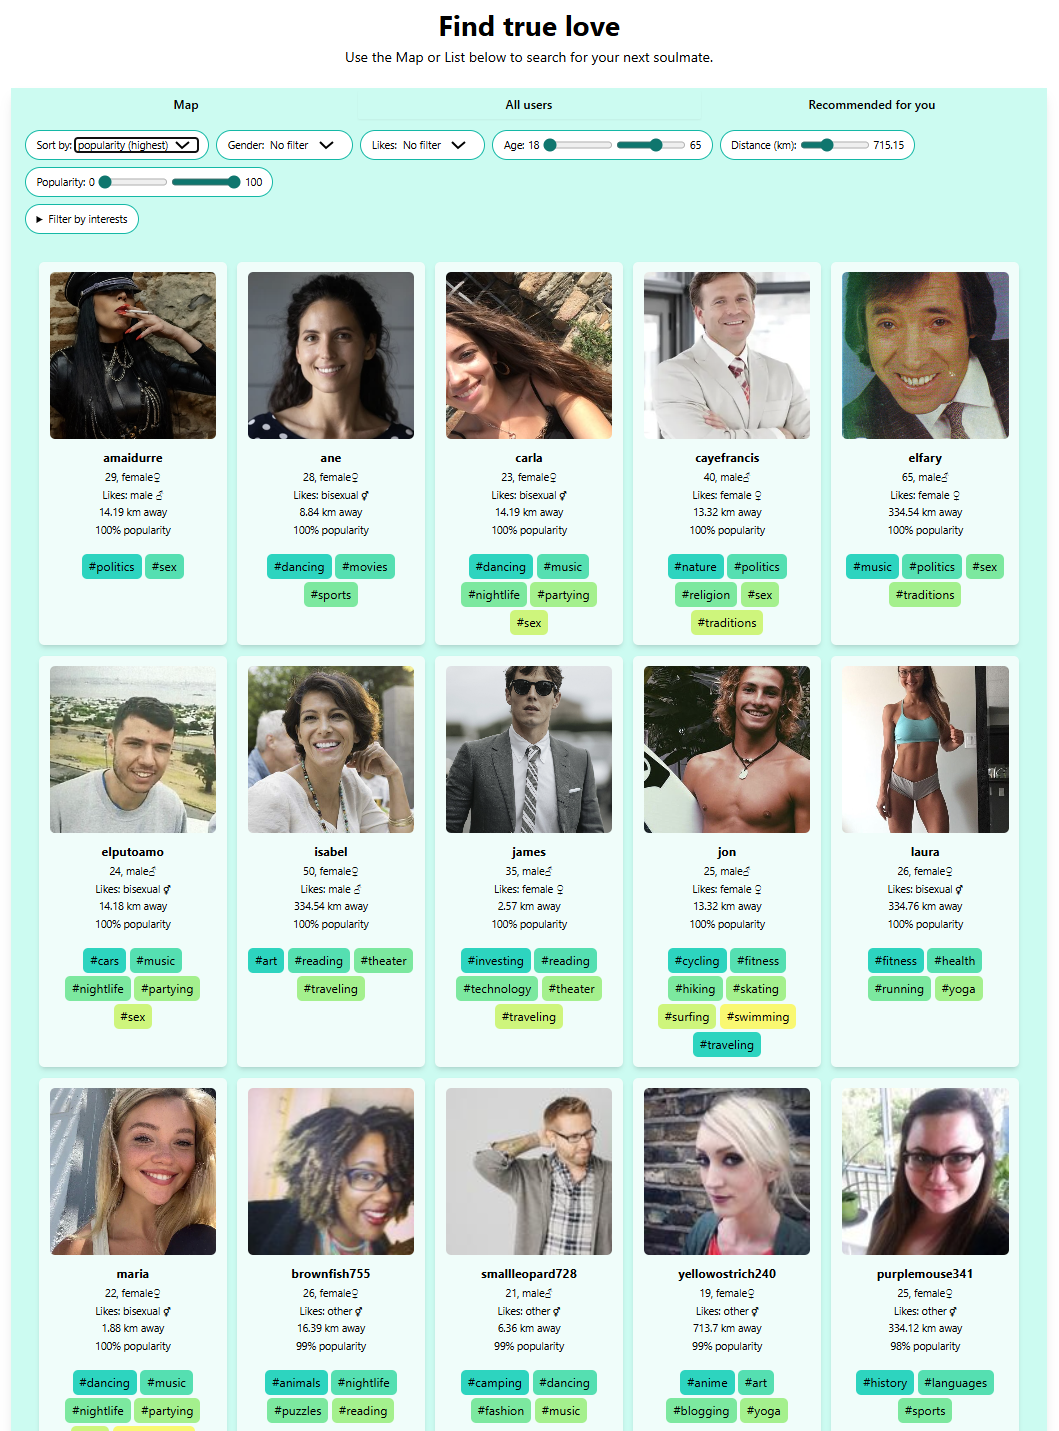 Find true love
Use the Map or List below to search for your next soulmate.
Map All users Recommended for you
Sort by: popularity (highest) Gender: No filter Likes: No filter Age: 18 65 Distance (km): 715.15
Popularity: 0 100
▶ Filter by interests
amaidurre ane carla cayefrancis elfary
29, female♀ 28, female♀ 23, female♀ 40, male♂ 65, male♂
Likes: male ♂ Likes: bisexual ⚥ Likes: bisexual ⚥ Likes: female ♀ Likes: female ♀
14.19 km away 8.84 km away 14.19 km away 13.32 km away 334.54 km away
100% popularity 100% popularity 100% popularity 100% popularity 100% popularity
#politics #sex #dancing #movies #dancing #music #nature #politics #music #politics #sex
#sports #nightlife #partying #religion #sex #traditions
#sex #traditions
elputoamo isabel james jon laura
24, male♂ 50, female♀ 35, male♂ 25, male♂ 26, female♀
Likes: bisexual ⚥ Likes: male ♂ Likes: female ♀ Likes: female ♀ Likes: bisexual ⚥
14.18 km away 334.54 km away 2.57 km away 13.32 km away 334.76 km away
100% popularity 100% popularity 100% popularity 100% popularity 100% popularity
#cars #music #art #reading #theater #investing #reading #cycling #fitness #fitness #health
#nightlife #partying #traveling #technology #theater #hiking #skating #running #yoga
#sex #traveling #surfing #swimming
#traveling
maria brownfish755 smallleopard728 yellowostrich240 purplemouse341
22, female♀ 26, female♀ 21, male♂ 19, female♀ 25, female♀
Likes: bisexual ⚥ Likes: other ⚥ Likes: other ⚥ Likes: other ⚥ Likes: other ⚥
1.88 km away 16.39 km away 6.36 km away 713.7 km away 334.12 km away
100% popularity 99% popularity 99% popularity 99% popularity 98% popularity
#dancing #music #animals #nightlife #camping #dancing #anime #art #history #languages
#nightlife #partying #puzzles #reading #fashion #music #blogging #yoga #sports